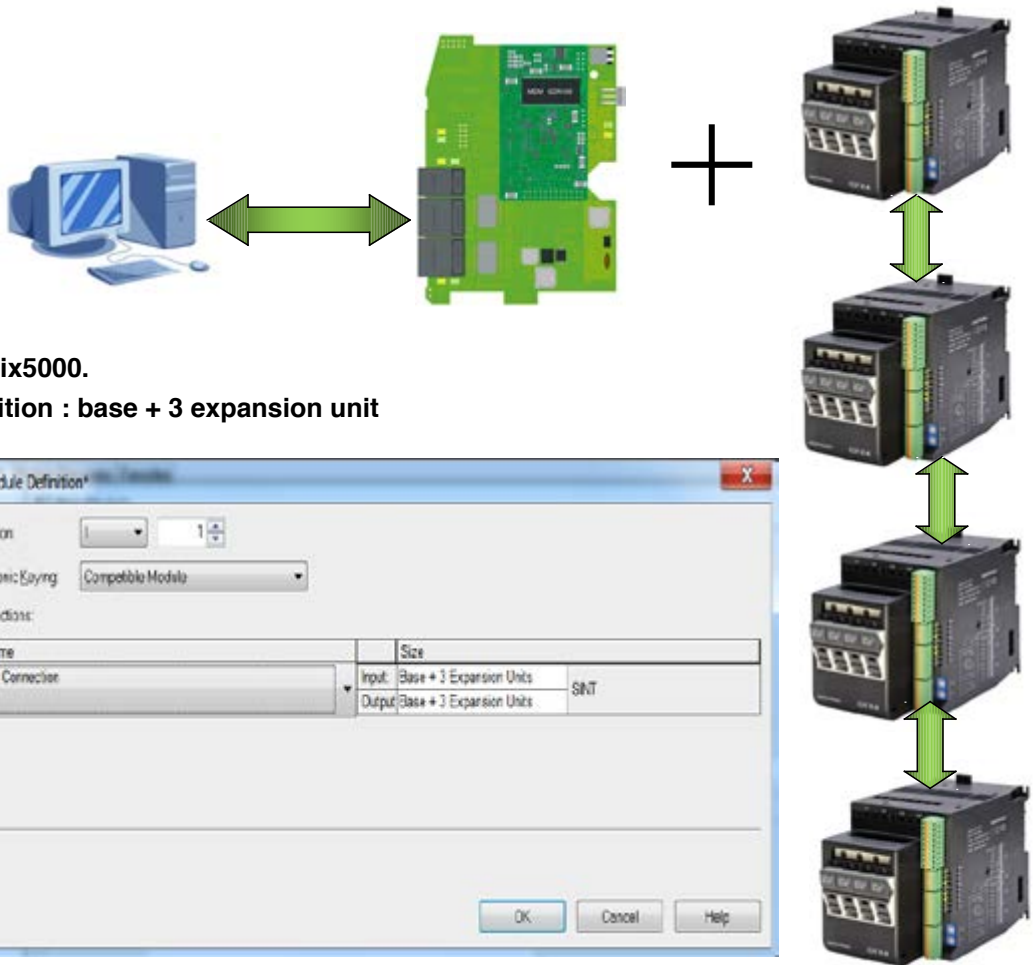 ix5000.
ition : base + 3 expansion unit
dule Definition*
on
1
onic Keying:
Compatible Module
ctions:
me
Size
Connection
Input: Base + 3 Expansion Units
SINT
Output: Base + 3 Expansion Units
OK
Cancel
Help